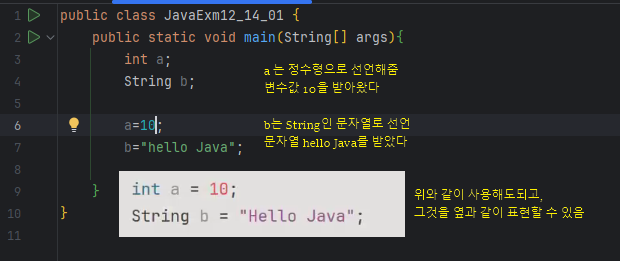 1 public class JavaExm12_14_01 {
2 public static void main(String[] args){
3 int a;
4 String b;
5
6 a=10;
7 b="hello Java";
8
9 }
10 }
11
a 는 정수형으로 선언해줌
변수값 10을 받아왔다
b는 String인 문자열로 선언
문자열 hello Java를 받았다
int a = 10;
String b = "Hello Java";
위와 같이 사용해도되고,
그것을 옆과 같이 표현할 수 있음